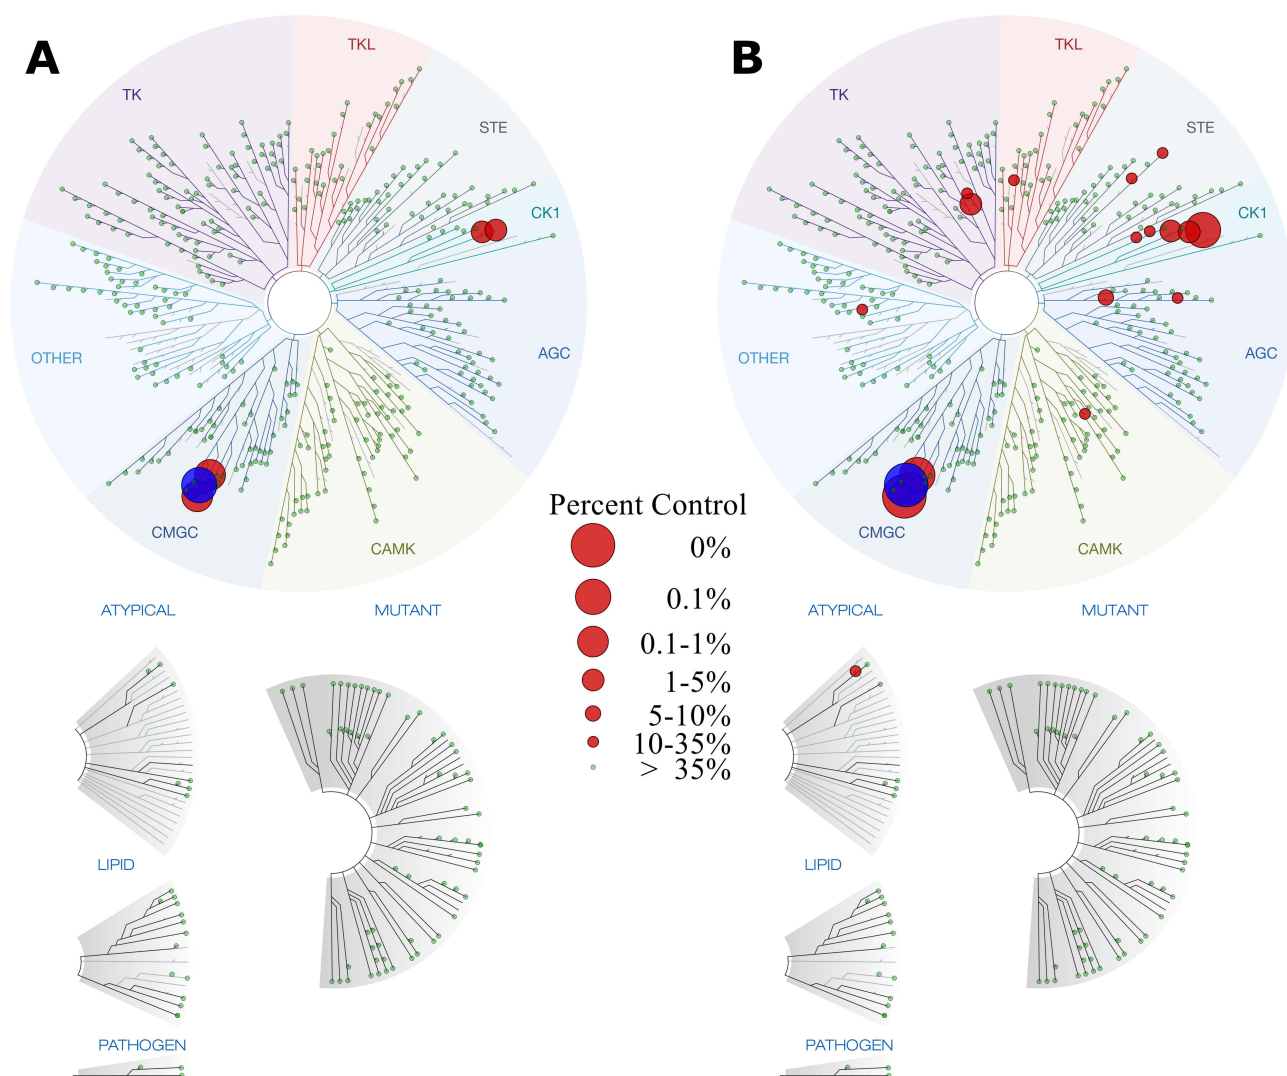 A
TKL
TK
STE
CK1
OTHER
AGC
CMGC
CAMK
ATYPICAL
MUTANT
LIPID
PATHOGEN
Percent Control
0%
0.1%
0.1-1%
1-5%
5-10%
10-35%
> 35%
B
TKL
TK
STE
CK1
OTHER
AGC
CMGC
CAMK
ATYPICAL
MUTANT
LIPID
PATHOGEN